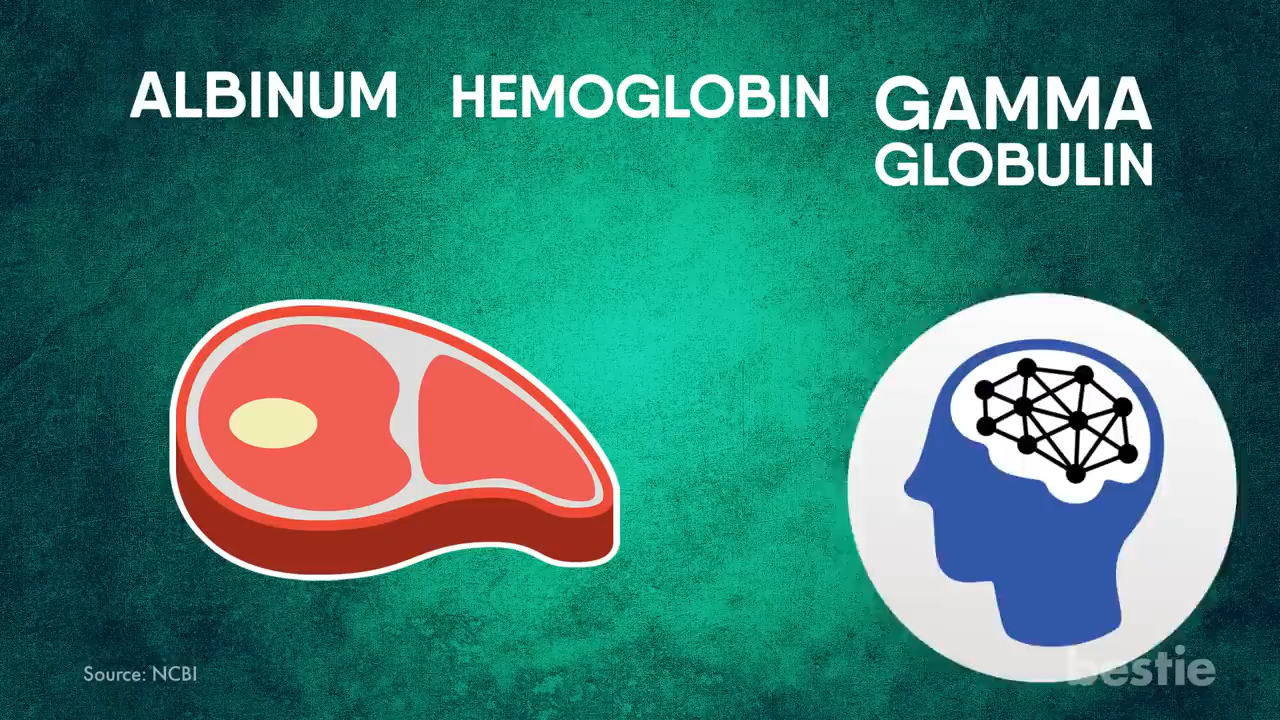 ALBINUM
HEMOGLOBIN
GAMMA
GLOBULIN
Source: NCBI
bestie